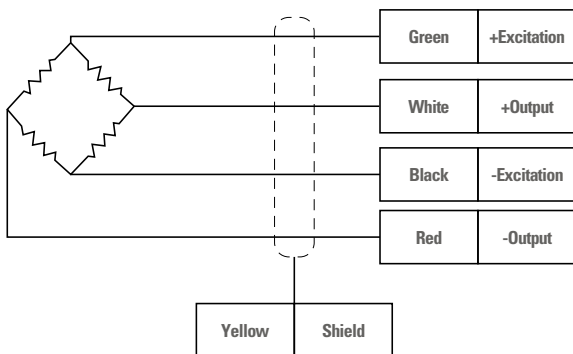 Green +Excitation
White +Output
Black -Excitation
Red -Output
Yellow Shield